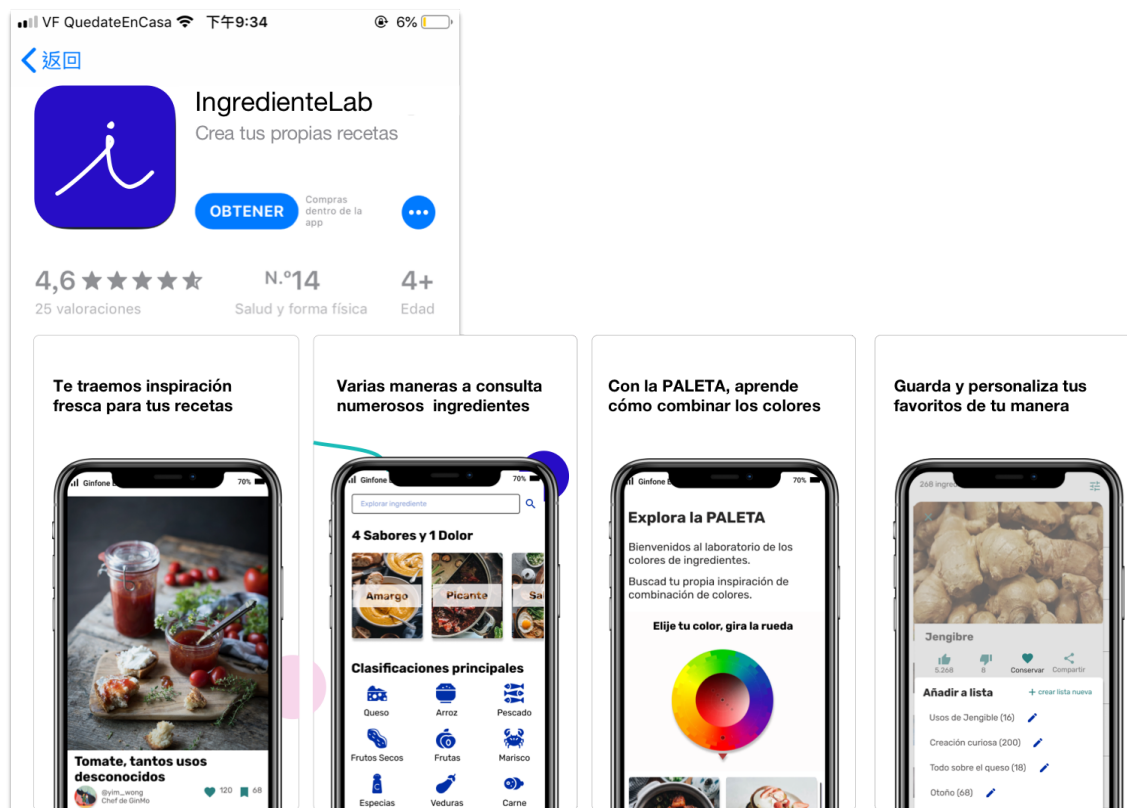 VF QuedateEnCasa 下午9:34 6%
返回
IngredienteLab
Crea tus propias recetas
OBTENER
Compras
dentro de la
app
4,6
N.º14
4+
25 valoraciones
Salud y forma física
Edad
Te traemos inspiración
fresca para tus recetas
Ginfone
70%
Tomate, tantos usos
desconocidos
@yim_wong
Chef de GinMo
120
68
Varias maneras a consulta
numerosos ingredientes
Ginfone
70%
Explorar ingrediente
4 Sabores y 1 Dolor
Amargo
Picante
Sal
Clasificaciones principales
Queso
Arroz
Pescado
Frutos Secos
Frutas
Marisco
Especias
Veduras
Carne
Con la PALETA, aprende
cómo combinar los colores
Ginfone
70%
Explora la PALETA
Bienvenidos al laboratorio de los
colores de ingredientes.
Buscad tu propia inspiración de
combinación de colores.
Elije tu color, gira la rueda
Guarda y personaliza tus
favoritos de tu manera
268 ingred
Jengibre
5.268
8
Conservar
Compartir
Añadir a lista
+ crear lista nueva
Usos de Jengible (16)
Creación curiosa (200)
Todo sobre el queso (18)
Otoño (68)